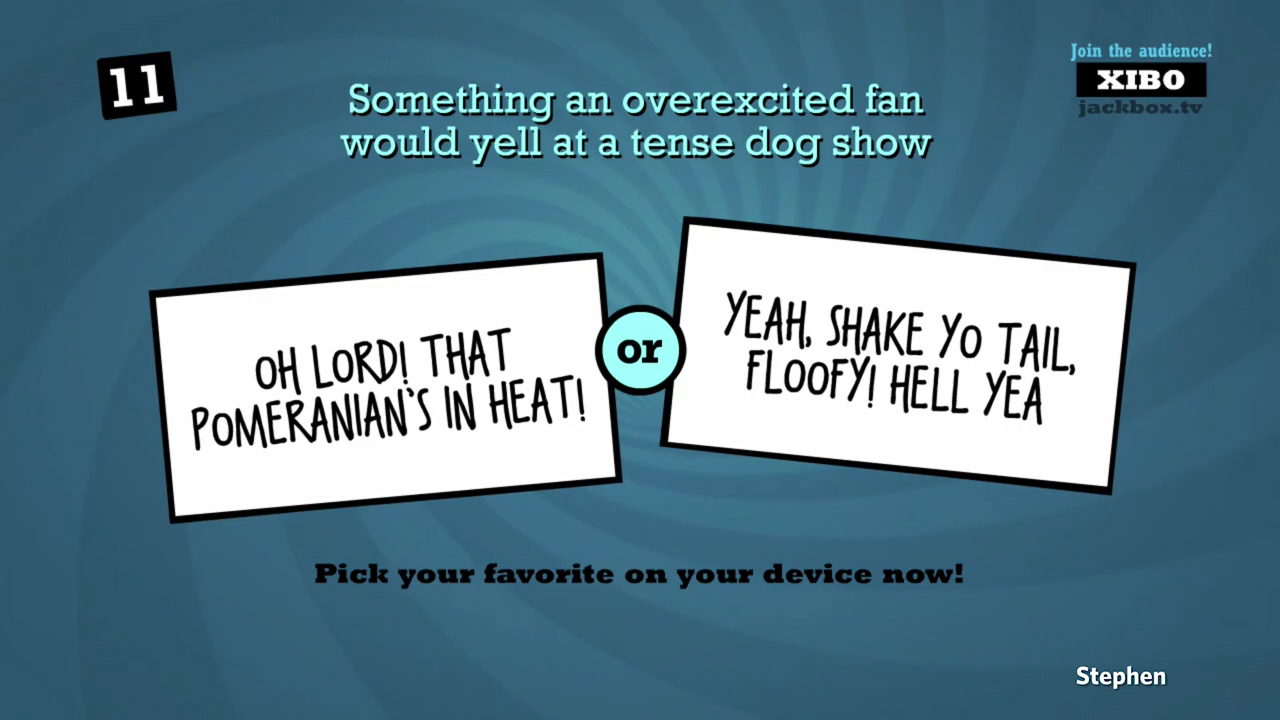 11
Join the audience!
XIBO
jackbox.tv
Something an overexcited fan
would yell at a tense dog show
OH LORD! THAT
POMERANIAN'S IN HEAT!
or
YEAH, SHAKE YO TAIL,
FLOOFY! HELL YEA
Pick your favorite on your device now!
Stephen